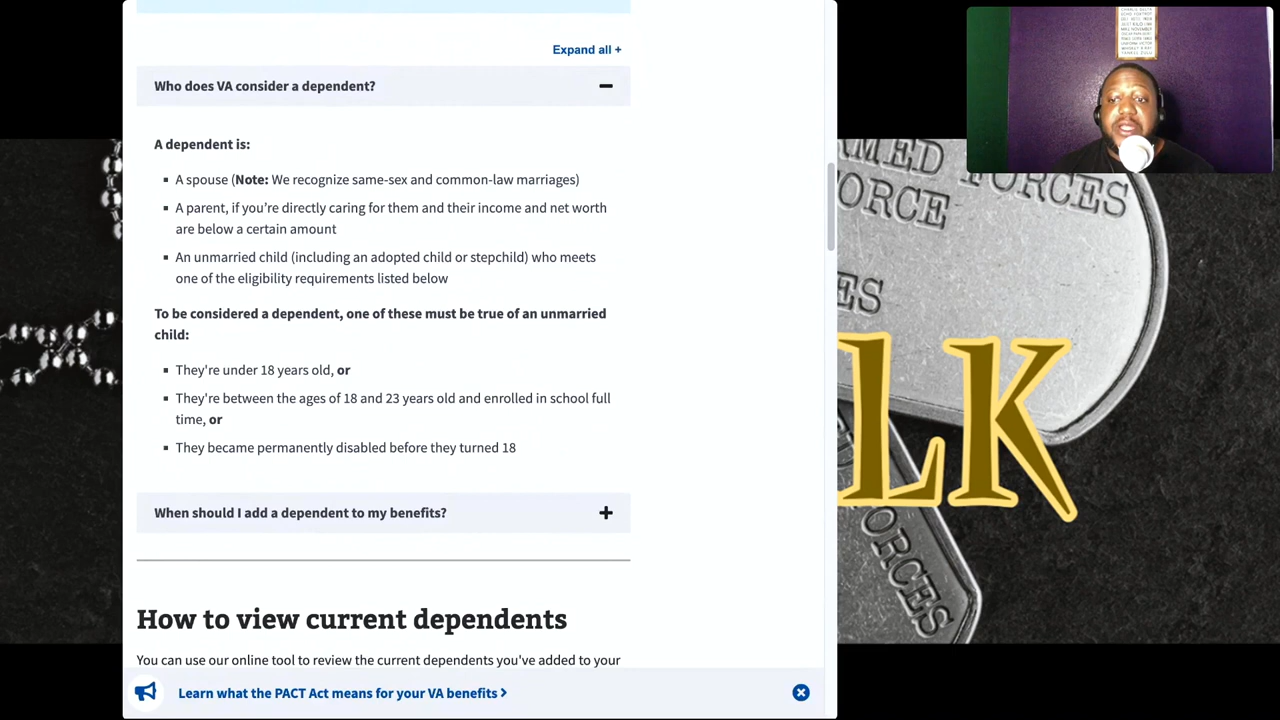 Expand all +
Who does VA consider a dependent?
A dependent is:
A spouse (Note: We recognize same-sex and common-law marriages)
A parent, if you’re directly caring for them and their income and net worth
are below a certain amount
An unmarried child (including an adopted child or stepchild) who meets
one of the eligibility requirements listed below
To be considered a dependent, one of these must be true of an unmarried
child:
They're under 18 years old, or
They're between the ages of 18 and 23 years old and enrolled in school full
time, or
They became permanently disabled before they turned 18
When should I add a dependent to my benefits?
How to view current dependents
You can use our online tool to review the current dependents you've added to your
Learn what the PACT Act means for your VA benefits
MED FORCES
ORCE
ES
LK
ORCES